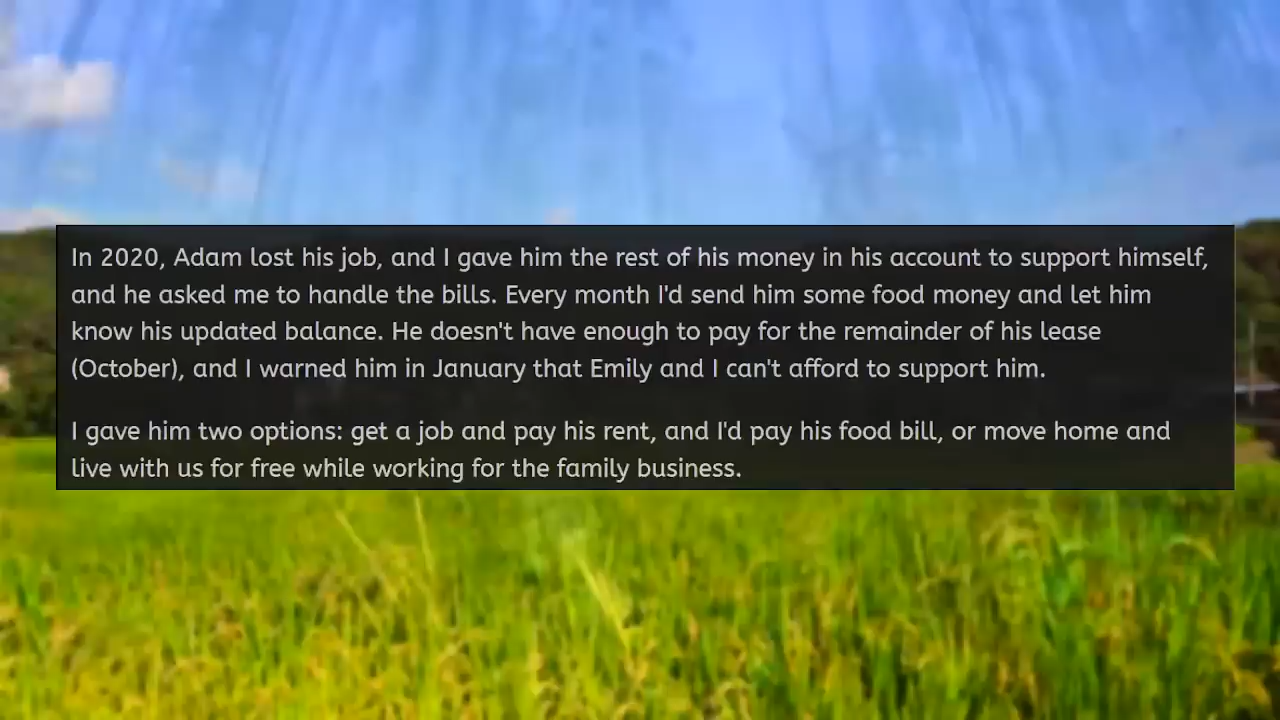 In 2020, Adam lost his job, and I gave him the rest of his money in his account to support himself,
and he asked me to handle the bills. Every month I'd send him some food money and let him
know his updated balance. He doesn't have enough to pay for the remainder of his lease
(October), and I warned him in January that Emily and I can't afford to support him.
I gave him two options: get a job and pay his rent, and I'd pay his food bill, or move home and
live with us for free while working for the family business.